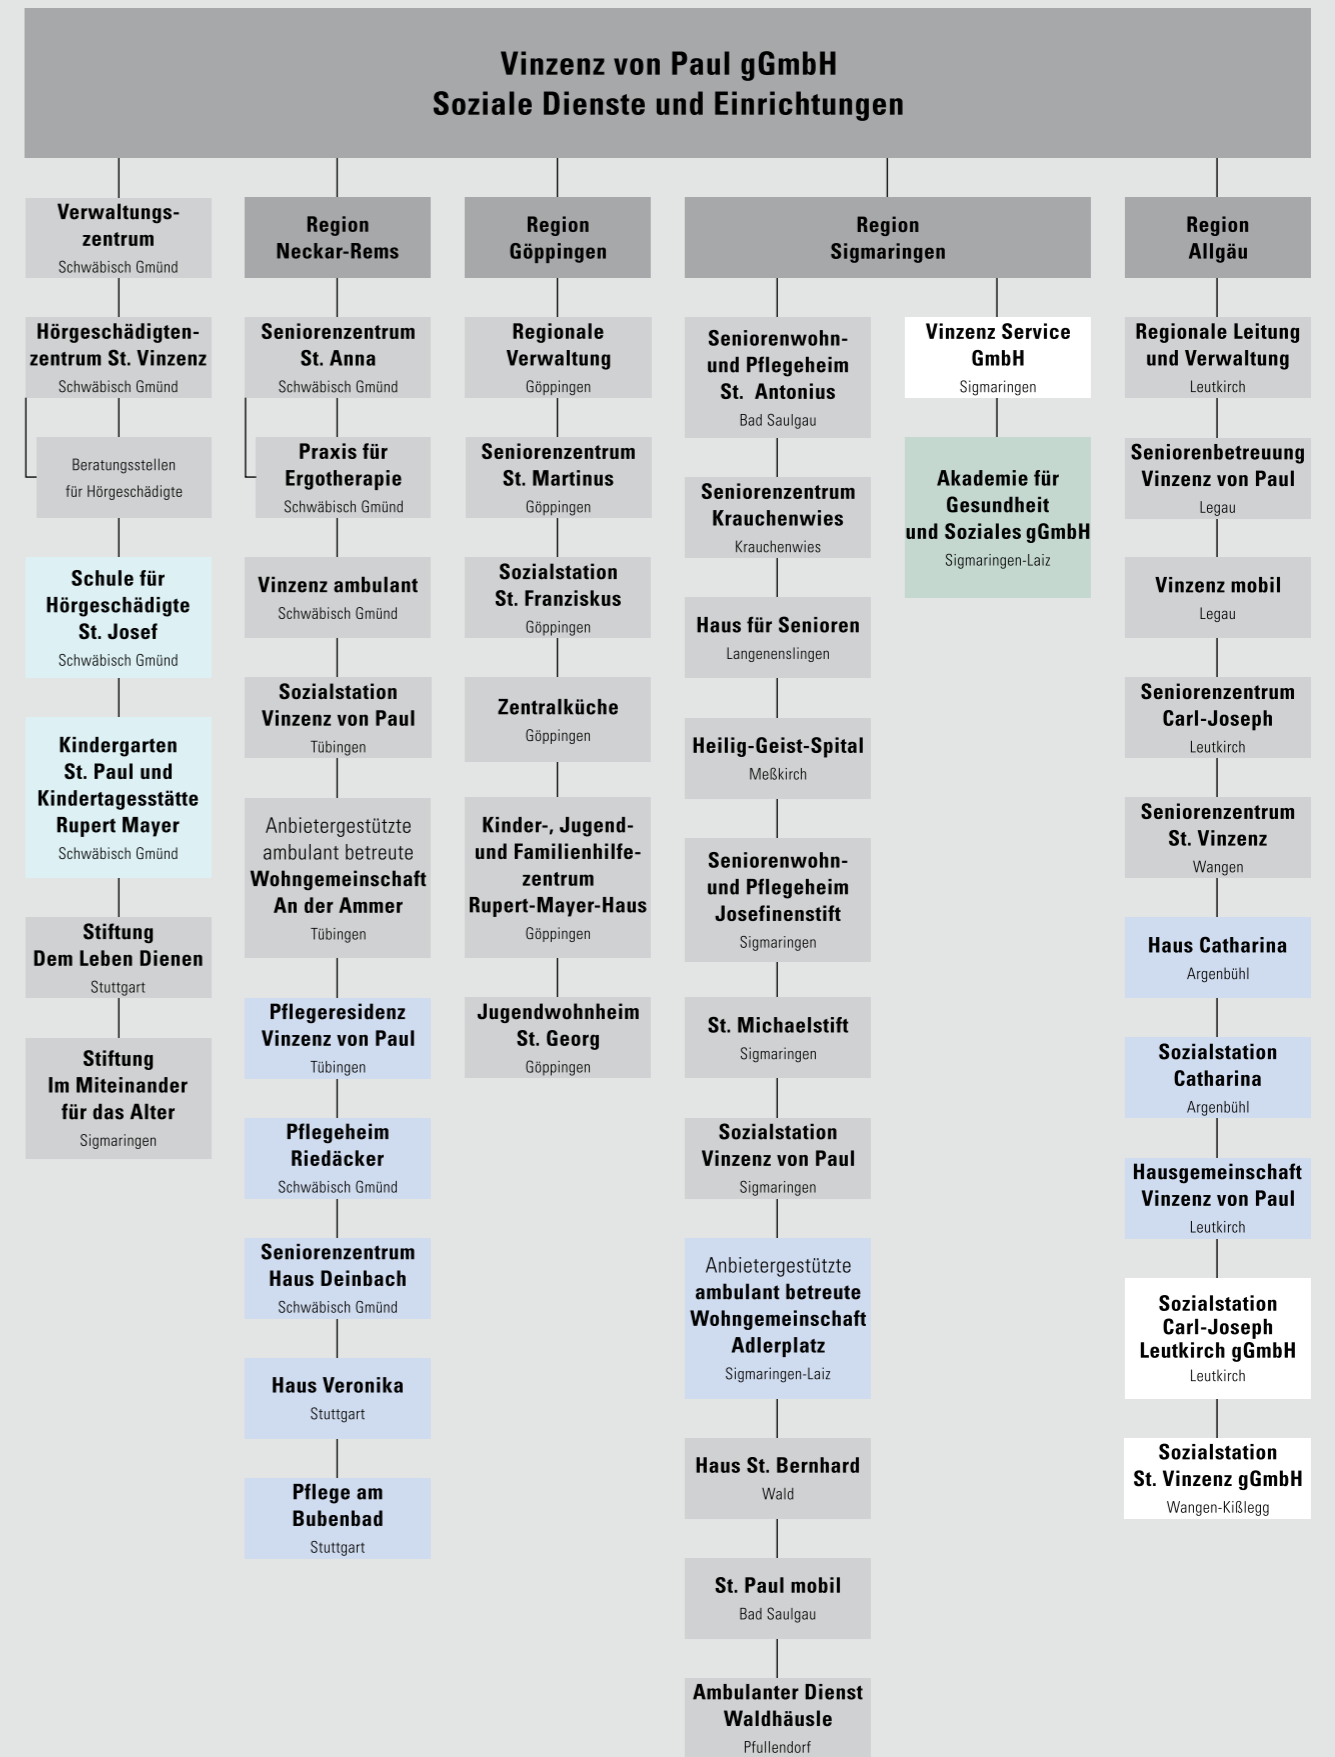 Vinzenz von Paul gGmbH
Soziale Dienste und Einrichtungen
Verwaltungs-
zentrum
Schwäbisch Gmünd
Hörgeschädigten-
zentrum St. Vinzenz
Schwäbisch Gmünd
Beratungsstellen
für Hörgeschädigte
Schule für
Hörgeschädigte
St. Josef
Schwäbisch Gmünd
Kindergarten
St. Paul und
Kindertagesstätte
Rupert Mayer
Schwäbisch Gmünd
Stiftung
Dem Leben Dienen
Stuttgart
Stiftung
Im Miteinander
für das Alter
Sigmaringen
Region
Neckar-Rems
Seniorenzentrum
St. Anna
Schwäbisch Gmünd
Praxis für
Ergotherapie
Schwäbisch Gmünd
Vinzenz ambulant
Schwäbisch Gmünd
Sozialstation
Vinzenz von Paul
Tübingen
Anbietergestützte
ambulant betreute
Wohngemeinschaft
An der Ammer
Tübingen
Pflegeresidenz
Vinzenz von Paul
Tübingen
Pflegeheim
Riedäcker
Schwäbisch Gmünd
Seniorenzentrum
Haus Deinbach
Schwäbisch Gmünd
Haus Veronika
Stuttgart
Pflege am
Bubenbad
Stuttgart
Region
Göppingen
Regionale
Verwaltung
Göppingen
Seniorenzentrum
St. Martinus
Göppingen
Sozialstation
St. Franziskus
Göppingen
Zentralküche
Göppingen
Kinder-, Jugend-
und Familienhilfe-
zentrum
Rupert-Mayer-Haus
Göppingen
Jugendwohnheim
St. Georg
Göppingen
Region
Sigmaringen
Seniorenwohn-
und Pflegeheim
St. Antonius
Bad Saulgau
Seniorenzentrum
Krauchenwies
Krauchenwies
Haus für Senioren
Langenenslingen
Heilig-Geist-Spital
Meßkirch
Seniorenwohn-
und Pflegeheim
Josefinenstift
Sigmaringen
St. Michaelstift
Sigmaringen
Sozialstation
Vinzenz von Paul
Sigmaringen
Anbietergestützte
ambulant betreute
Wohngemeinschaft
Adlerplatz
Sigmaringen-Laiz
Haus St. Bernhard
Wald
St. Paul mobil
Bad Saulgau
Ambulanter Dienst
Waldhäusle
Pfullendorf
Vinzenz Service
GmbH
Sigmaringen
Akademie für
Gesundheit
und Soziales gGmbH
Sigmaringen-Laiz
Region
Allgäu
Regionale Leitung
und Verwaltung
Leutkirch
Seniorenbetreuung
Vinzenz von Paul
Legau
Vinzenz mobil
Legau
Seniorenzentrum
Carl-Joseph
Leutkirch
Seniorenzentrum
St. Vinzenz
Wangen
Haus Catharina
Argenbühl
Sozialstation
Catharina
Argenbühl
Hausgemeinschaft
Vinzenz von Paul
Leutkirch
Sozialstation
Carl-Joseph
Leutkirch gGmbH
Leutkirch
Sozialstation
St. Vinzenz gGmbH
Wangen-Kißlegg